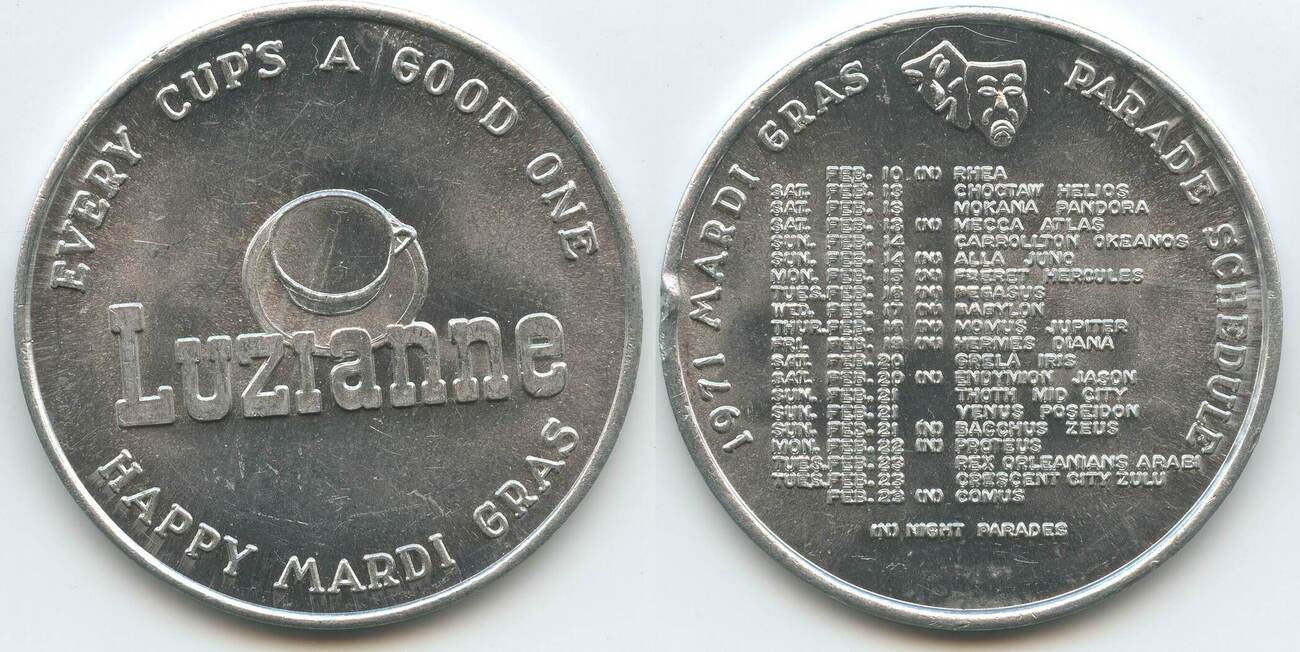 EVERY CUP'S A GOOD ONE
Luzianne
HAPPY MARDI GRAS
1971 MARDI GRAS PARADE SCHEDULE
FEB. 10 (N) RHEA
SAT. FEB. 13 CHOCTAW HELIOS
SAT. FEB. 13 MOKANA PANDORA
SAT. FEB. 13 (N) MECCA ATLAS
SUN. FEB. 14 CARROLLTON OKEANOS
SUN. FEB. 14 (N) ALLA JUNO
MON. FEB. 15 (N) FRERET HERCULES
TUES. FEB. 16 (N) PEGASUS
WED. FEB. 17 (N) BABYLON
THUR. FEB. 18 (N) MOMUS JUPITER
FRI. FEB. 19 (N) HERMES DIANA
SAT. FEB. 20 GRELA IRIS
SAT. FEB. 20 (N) ENDYMION JASON
SUN. FEB. 21 THOTH MID CITY
SUN. FEB. 21 VENUS POSEIDON
SUN. FEB. 21 (N) BACCHUS ZEUS
MON. FEB. 22 (N) PROTEUS
TUES. FEB. 23 REX ORLEANIANS ARABI
TUES. FEB. 23 CRESCENT CITY ZULU
FEB. 23 (N) COMUS
(N) NIGHT PARADES